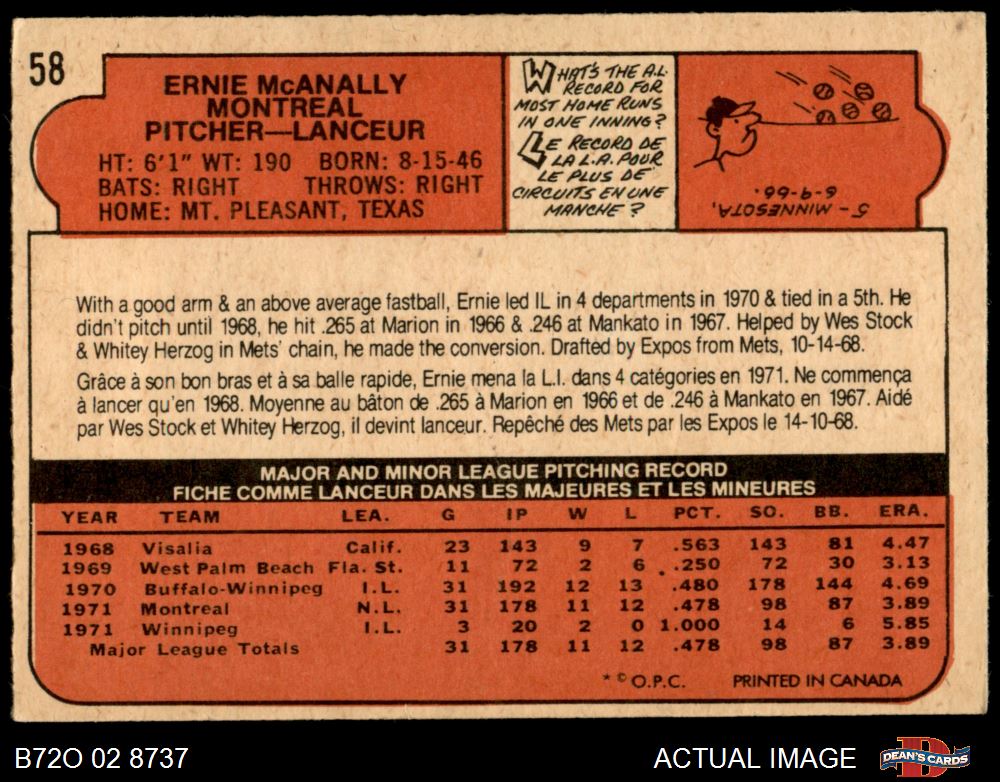 58
ERNIE McANALLY
MONTREAL
PITCHER—LANCEUR
HT: 6'1" WT: 190 BORN: 8-15-46
BATS: RIGHT THROWS: RIGHT
HOME: MT. PLEASANT, TEXAS
WHAT'S THE A.L.
RECORD FOR
MOST HOME RUNS
IN ONE INNING?
LE RECORD DE
LA L.A. POUR
LE PLUS DE
CIRCUITS EN UNE
MANCHE?
5 – MINNESOTA,
6-9-66.
With a good arm & an above average fastball, Ernie led IL in 4 departments in 1970 & tied in a 5th. He
didn't pitch until 1968, he hit .265 at Marion in 1966 & .246 at Mankato in 1967. Helped by Wes Stock
& Whitey Herzog in Mets' chain, he made the conversion. Drafted by Expos from Mets, 10-14-68.
Grâce à son bon bras et à sa balle rapide, Ernie mena la L.I. dans 4 catégories en 1971. Ne commença
à lancer qu'en 1968. Moyenne au bâton de .265 à Marion en 1966 et de .246 à Mankato en 1967. Aidé
par Wes Stock et Whitey Herzog, il devint lanceur. Repêché des Mets par les Expos le 14-10-68.
MAJOR AND MINOR LEAGUE PITCHING RECORD
FICHE COMME LANCEUR DANS LES MAJEURES ET LES MINEURES
YEAR TEAM LEA. G IP W L PCT. SO. BB. ERA.
1968 Visalia Calif. 23 143 9 7 .563 143 81 4.47
1969 West Palm Beach Fla. St. 11 72 2 6 .250 72 30 3.13
1970 Buffalo-Winnipeg I.L. 31 192 12 13 .480 178 144 4.69
1971 Montreal N.L. 31 178 11 12 .478 98 87 3.89
1971 Winnipeg I.L. 3 20 2 0 1.000 14 6 5.85
Major League Totals 31 178 11 12 .478 98 87 3.89
* © O.P.C. PRINTED IN CANADA
B72O 02 8737 ACTUAL IMAGE DEAN'S CARDS